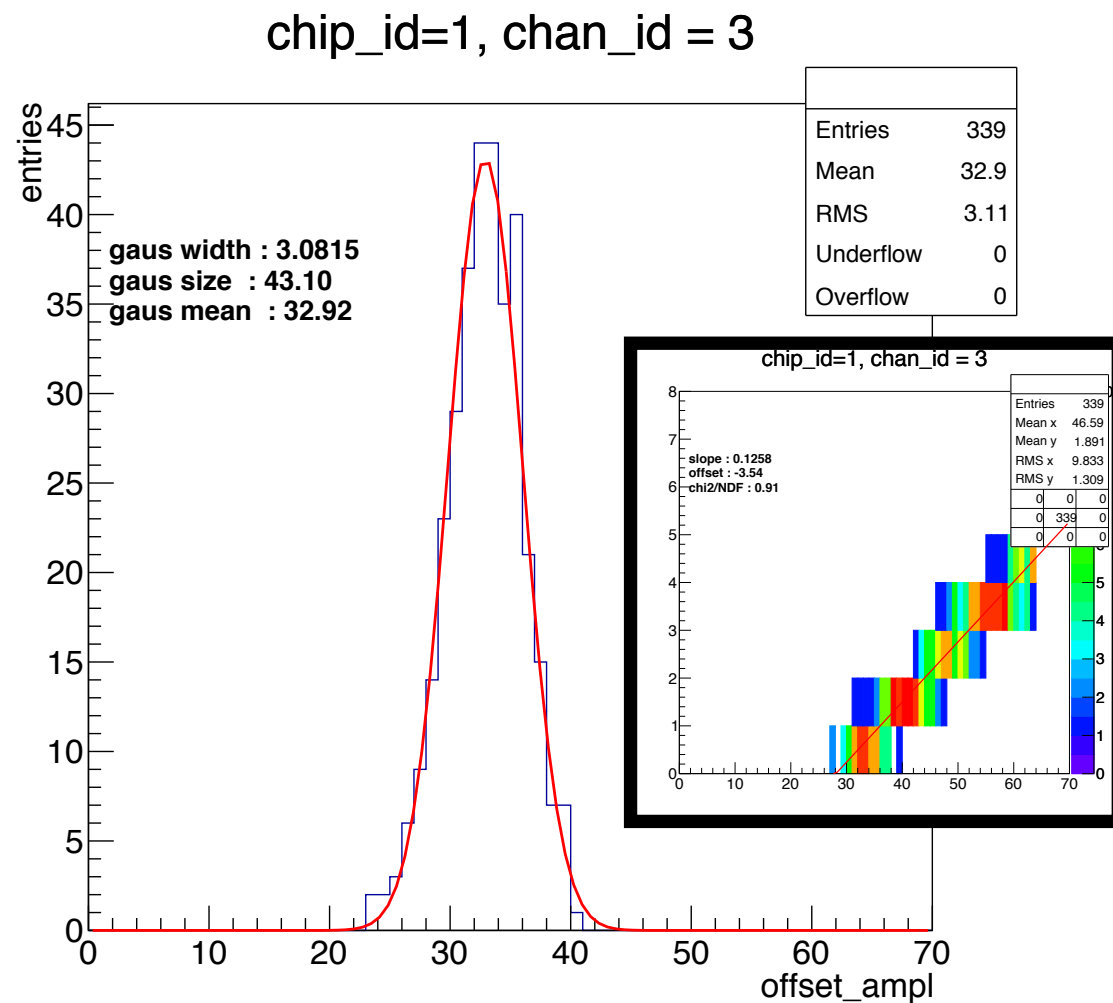 chip_id=1, chan_id = 3
entries
45
40
35
30
25
20
15
10
5
0
gaus width : 3.0815
gaus size : 43.10
gaus mean : 32.92
Entries 339
Mean 32.9
RMS 3.11
Underflow 0
Overflow 0
0 10 20 30 40 50 60 70
offset_ampl
chip_id=1, chan_id = 3
8
7
6
5
4
3
2
1
0
slope : 0.1258
offset : -3.54
chi2/NDF : 0.91
Entries 339
Mean x 46.59
Mean y 1.891
RMS x 9.833
RMS y 1.309
0 0 0
0 339 0
0 0 0
5
4
3
2
1
0
0 10 20 30 40 50 60 70